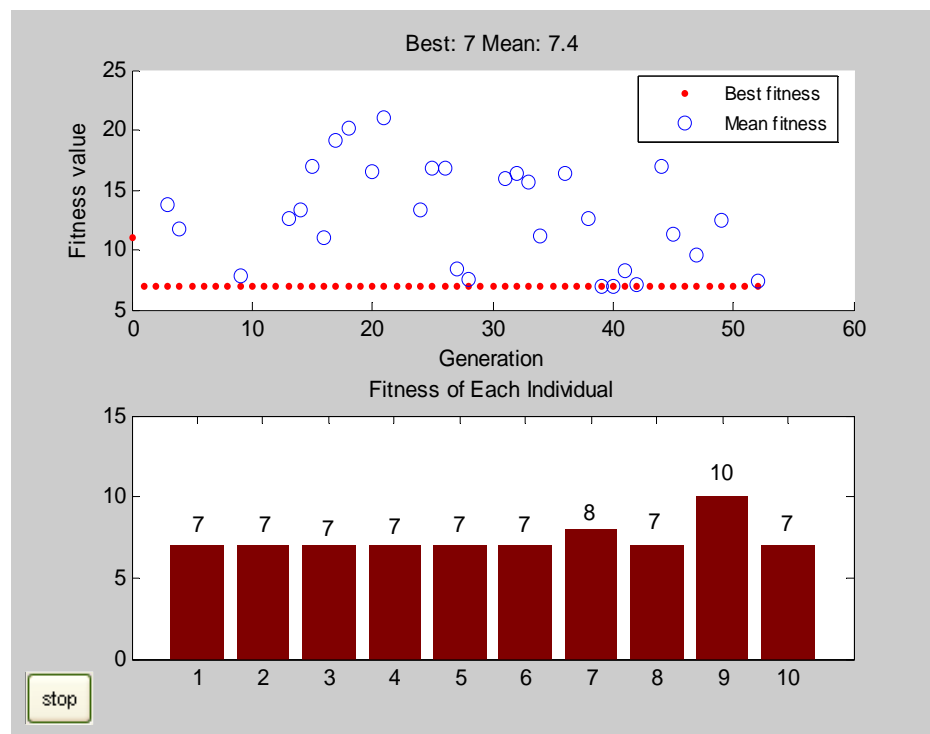 Best: 7 Mean: 7.4
25
20
15
10
5
Fitness value
Best fitness
Mean fitness
0 10 20 30 40 50 60
Generation
Fitness of Each Individual
15
10
5
0
7 7 7 7 7 7 8 7 10 7
1 2 3 4 5 6 7 8 9 10
stop